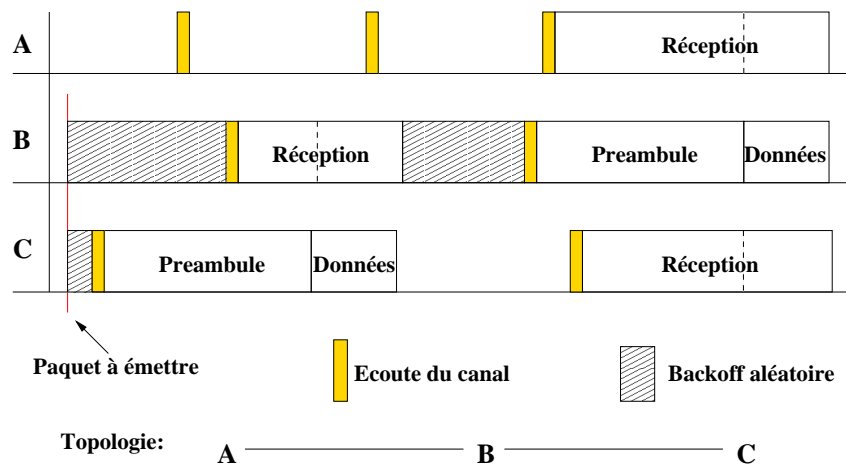 A
Réception
B
Réception
Preambule
Données
C
Preambule
Données
Réception
Paquet à émettre
Ecoute du canal
Backoff aléatoire
Topologie:
A
B
C